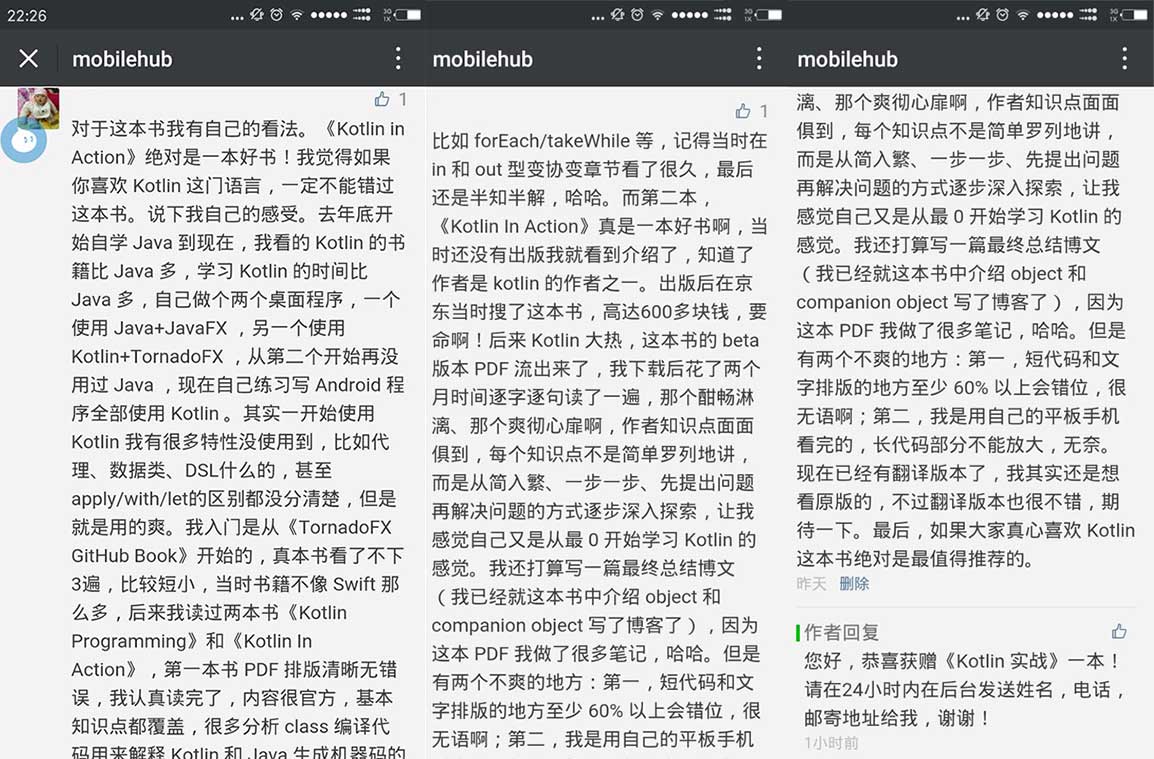 22:26
3G
1X
3G
1X
3G
1X
mobilehub
1
对于这本书我有自己的看法。《Kotlin in
Action》绝对是一本好书！我觉得如果
你喜欢 Kotlin 这门语言，一定不能错过
这本书。说下我自己的感受。去年底开
始自学 Java 到现在，我看的 Kotlin 的书
籍比 Java 多，学习 Kotlin 的时间比
Java 多，自己做个两个桌面程序，一个
使用 Java+JavaFX ，另一个使用
Kotlin+TornadoFX ，从第二个开始再没
用过 Java ，现在自己练习写 Android 程
序全部使用 Kotlin 。其实一开始使用
Kotlin 我有很多特性没使用到，比如代
理、数据类、DSL什么的，甚至
apply/with/let的区别都没分清楚，但是
就是用的爽。我入门是从《TornadoFX
GitHub Book》开始的，真本书看了不下
3遍，比较短小，当时书籍不像 Swift 那
么多，后来我读过两本书《Kotlin
Programming》和《Kotlin In
Action》，第一本书 PDF 排版清晰无错
误，我认真读完了，内容很官方，基本
知识点都覆盖，很多分析 class 编译代
码用来解释 Kotlin 和 Java 生成机器码的
mobilehub
1
比如 forEach/takeWhile 等，记得当时在
in 和 out 型变协变章节看了很久，最后
还是半知半解，哈哈。而第二本，
《Kotlin In Action》真是一本好书啊，当
时还没有出版我就看到介绍了，知道了
作者是 kotlin 的作者之一。出版后在京
东当时搜了这本书，高达600多块钱，要
命啊！后来 Kotlin 大热，这本书的 beta
版本 PDF 流出来了，我下载后花了两个
月时间逐字逐句读了一遍，那个酣畅淋
漓、那个爽彻心扉啊，作者知识点面面
俱到，每个知识点不是简单罗列地讲，
而是从简入繁、一步一步、先提出问题
再解决问题的方式逐步深入探索，让我
感觉自己又是从最 0 开始学习 Kotlin 的
感觉。我还打算写一篇最终总结博文
（我已经就这本书中介绍 object 和
companion object 写了博客了），因为
这本 PDF 我做了很多笔记，哈哈。但是
有两个不爽的地方：第一，短代码和文
字排版的地方至少 60% 以上会错位，很
无语啊；第二，我是用自己的平板手机
mobilehub
漓、那个爽彻心扉啊，作者知识点面面
俱到，每个知识点不是简单罗列地讲，
而是从简入繁、一步一步、先提出问题
再解决问题的方式逐步深入探索，让我
感觉自己又是从最 0 开始学习 Kotlin 的
感觉。我还打算写一篇最终总结博文
（我已经就这本书中介绍 object 和
companion object 写了博客了），因为
这本 PDF 我做了很多笔记，哈哈。但是
有两个不爽的地方：第一，短代码和文
字排版的地方至少 60% 以上会错位，很
无语啊；第二，我是用自己的平板手机
看完的，长代码部分不能放大，无奈。
现在已经有翻译版本了，我其实还是想
看原版的，不过翻译版本也很不错，期
待一下。最后，如果大家真心喜欢 Kotlin
这本书绝对是最值得推荐的。
昨天 删除
作者回复
您好，恭喜获赠《Kotlin 实战》一本！
请在24小时内在后台发送姓名，电话，
邮寄地址给我，谢谢！
1小时前